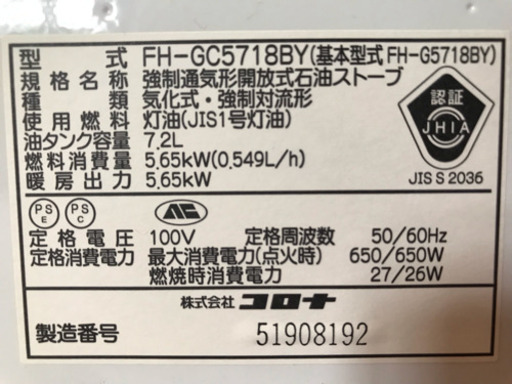 型式 FH-GC5718BY(基本型式FH-G5718BY)
規格名称 強制通気形開放式石油ストーブ
種類 気化式・強制対流形
使用燃料 灯油(JIS1号灯油)
油タンク容量 7.2L
燃料消費量 5.65kW(0.549L/h)
暖房出力 5.65kW
認証
JHIA
JIS S 2036
PS E PS C
定格電圧 100V 定格周波数 50/60Hz
定格消費電力 最大消費電力(点火時) 650/650W
燃焼時消費電力 27/26W
株式会社 コロナ
製造番号 51908192